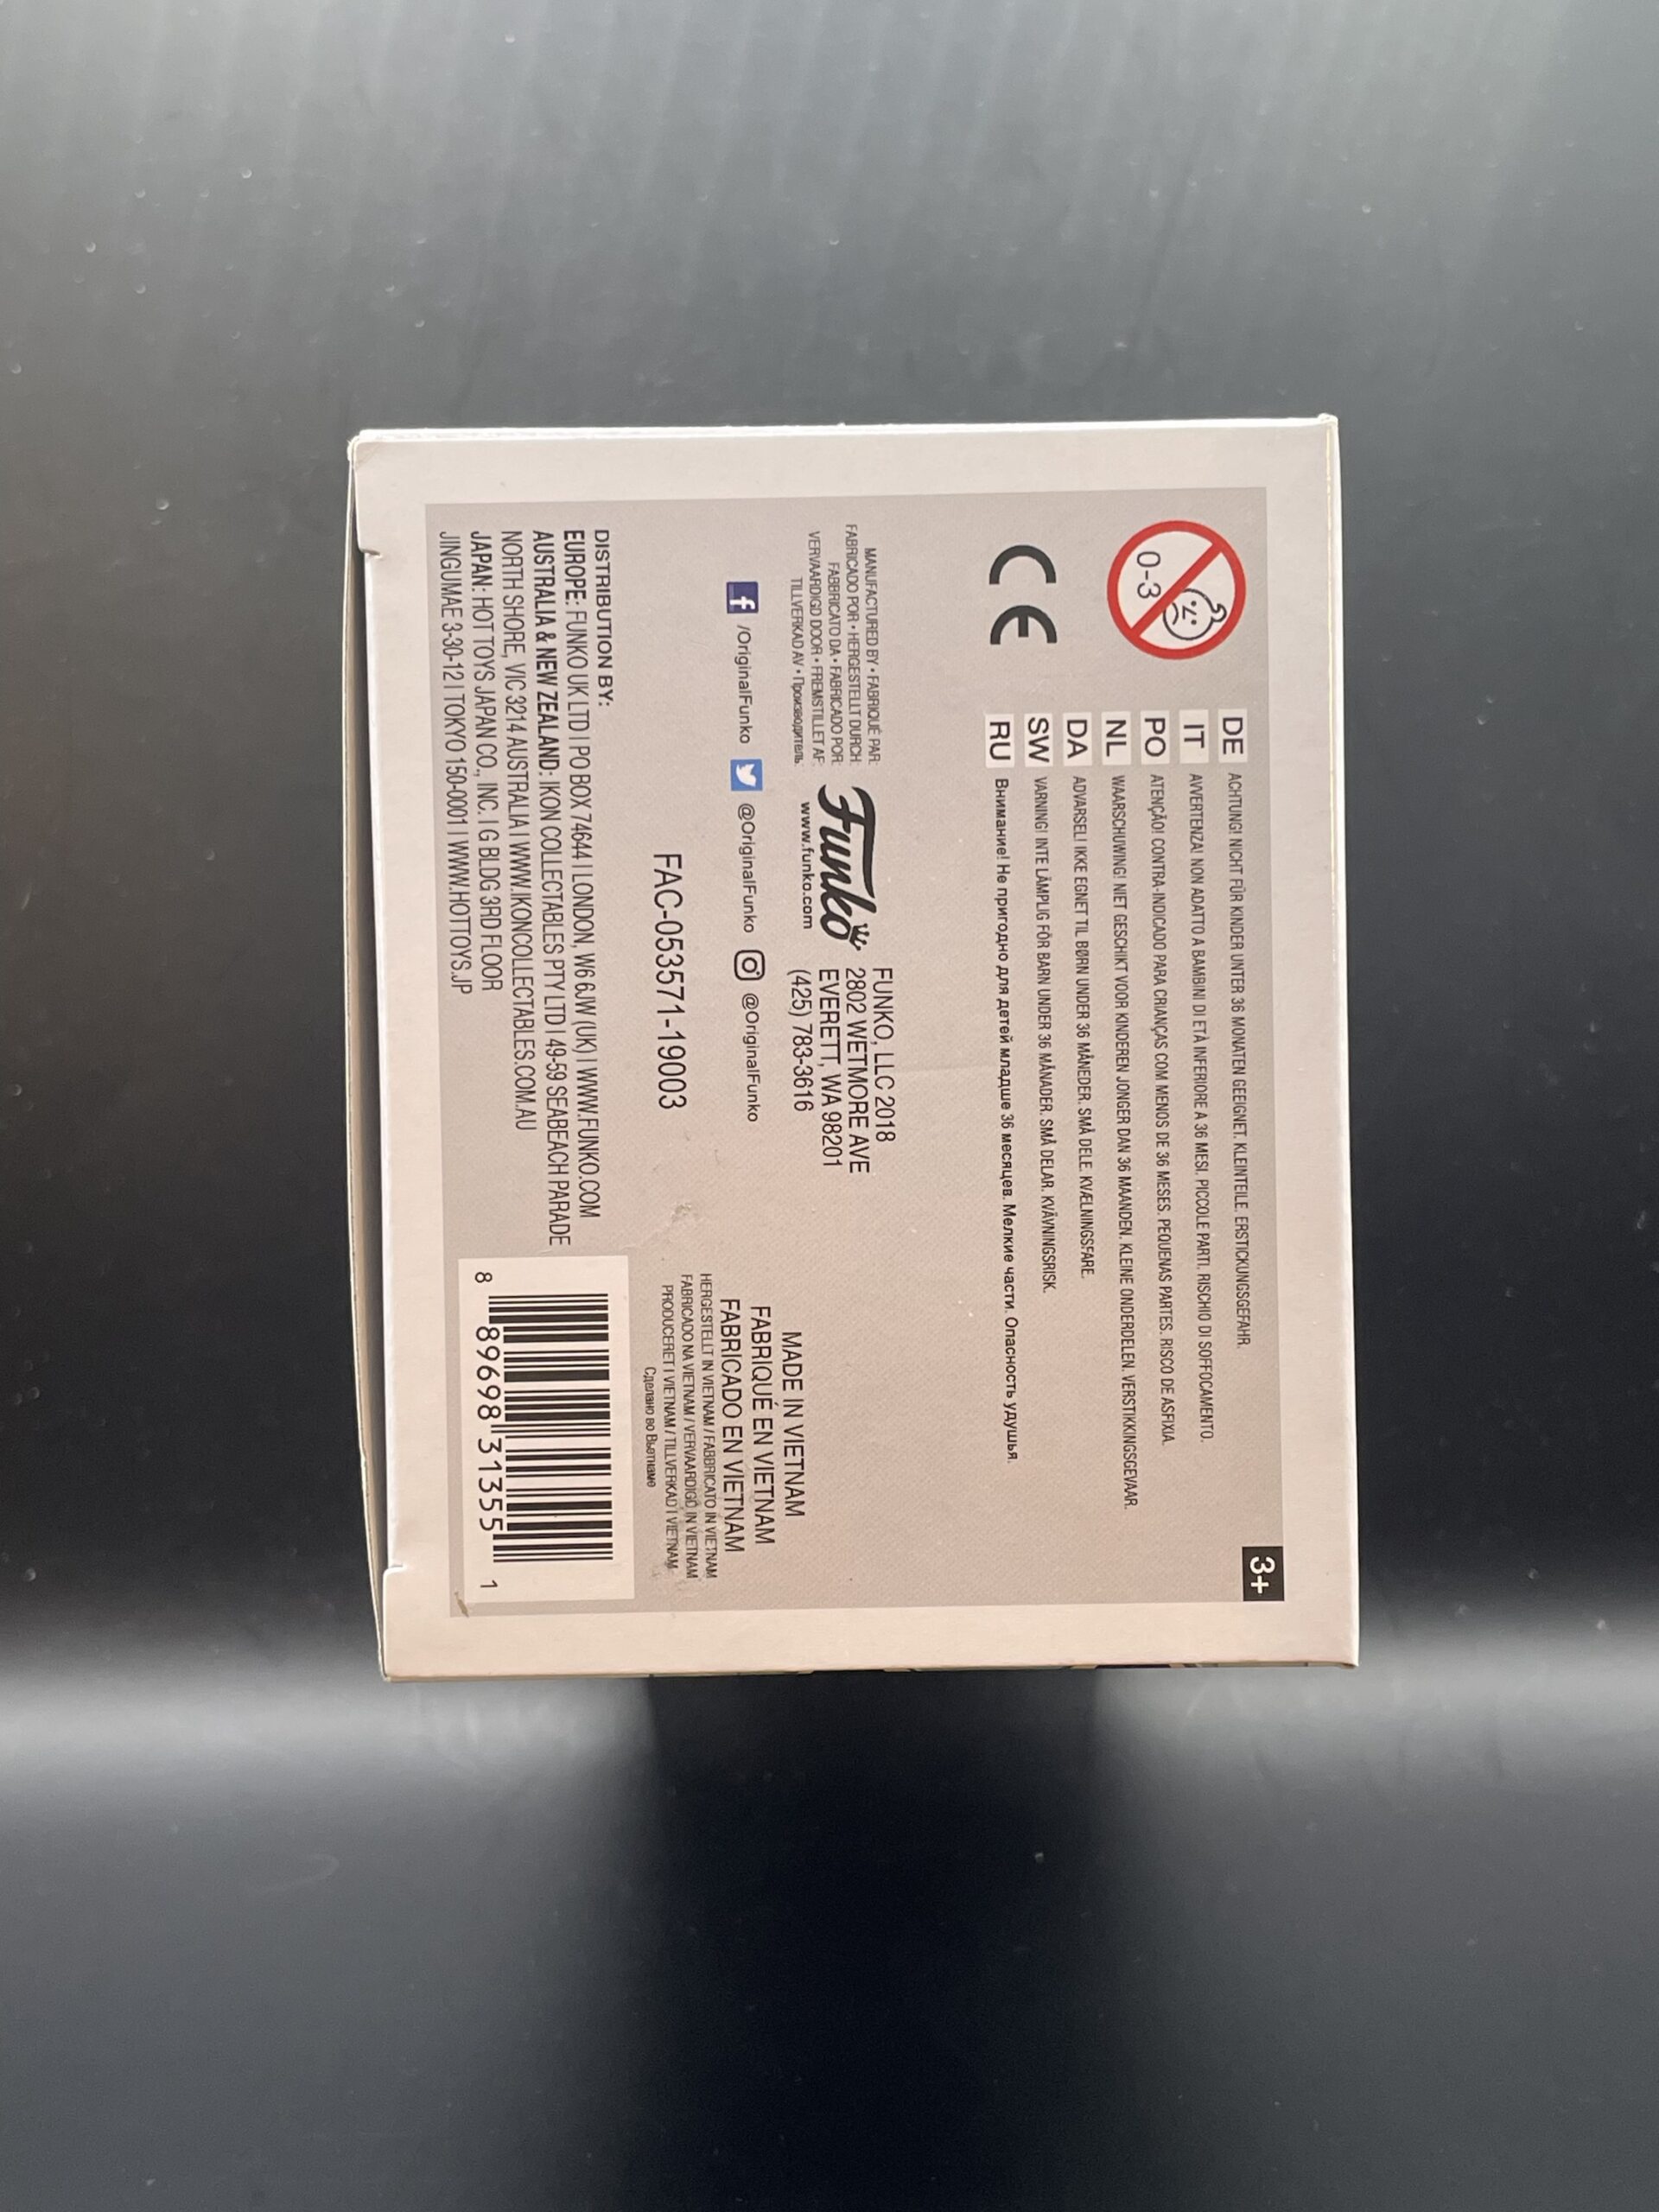 3+
0-3
DE ACHTUNG! NICHT FÜR KINDER UNTER 36 MONATEN GEEIGNET. KLEINTEILE. ERSTICKUNGSGEFAHR.
IT AVVERTENZA! NON ADATTO A BAMBINI DI ETÀ INFERIORE A 36 MESI. PICCOLE PARTI. RISCHIO DI SOFFOCAMENTO.
PO ATENÇÃO! CONTRA-INDICADO PARA CRIANÇAS COM MENOS DE 36 MESES. PEQUENAS PARTES. RISCO DE ASFIXIA.
NL WAARSCHUWING! NIET GESCHIKT VOOR KINDEREN JONGER DAN 36 MAANDEN. KLEINE ONDERDELEN. VERSTIKKINGSGEVAAR.
DA ADVARSEL! IKKE EGNET TIL BØRN UNDER 36 MÅNEDER. SMÅ DELE. KVÆLNINGSFARE.
SW VARNING! INTE LÄMPLIG FÖR BARN UNDER 36 MÅNADER. SMÅ DELAR. KVÄVNINGSRISK.
RU Внимание! Не пригодно для детей младше 36 месяцев. Мелкие части. Опасность удушья.
CE
MANUFACTURED BY • FABRIQUÉ PAR:
FABRICADO POR • HERGESTELLT DURCH:
FABBRICATO DA • FABRICADO POR:
VERVAARDIGD DOOR • FREMSTILLET AF:
TILLVERKAD AV • Производитель:
Funko
www.funko.com
FUNKO, LLC 2018
2802 WETMORE AVE
EVERETT, WA 98201
(425) 783-3616
f /OriginalFunko @OriginalFunko @OriginalFunko
FAC-053571-19003
MADE IN VIETNAM
FABRIQUÉ EN VIETNAM
FABRICADO EN VIETNAM
HERGESTELLT IN VIETNAM / FABBRICATO IN VIETNAM
FABRICADO NA VIETNAM / VERVAARDIGD IN VIETNAM
PRODUCERET I VIETNAM / TILLVERKAD I VIETNAM
Сделано во Вьетнаме
DISTRIBUTION BY:
EUROPE: FUNKO UK LTD | PO BOX 74644 | LONDON, W6 6JW (UK) | WWW.FUNKO.COM
AUSTRALIA & NEW ZEALAND: IKON COLLECTABLES PTY LTD | 49-59 SEABEACH PARADE
NORTH SHORE, VIC 3214 AUSTRALIA | WWW.IKONCOLLECTABLES.COM.AU
JAPAN: HOT TOYS JAPAN CO., INC. | G BLDG 3RD FLOOR
JINGUMAE 3-30-12 | TOKYO 150-0001 | WWW.HOTTOYS.JP
8 89698 31355 1